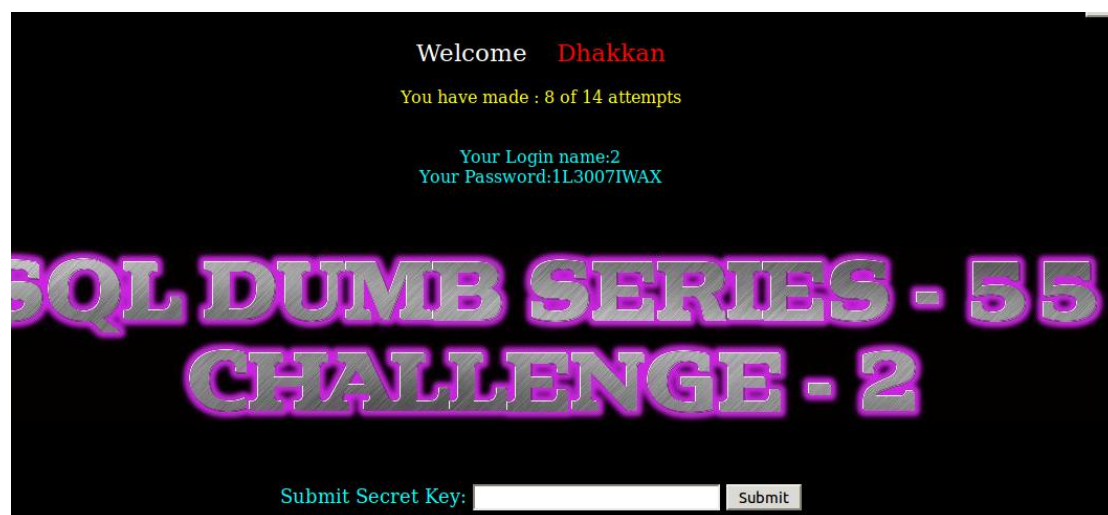 Welcome Dhakkan
You have made : 8 of 14 attempts
Your Login name:2
Your Password:1L3007IWAX
SQL DUMB SERIES - 55
CHALLENGE - 2
Submit Secret Key: Submit